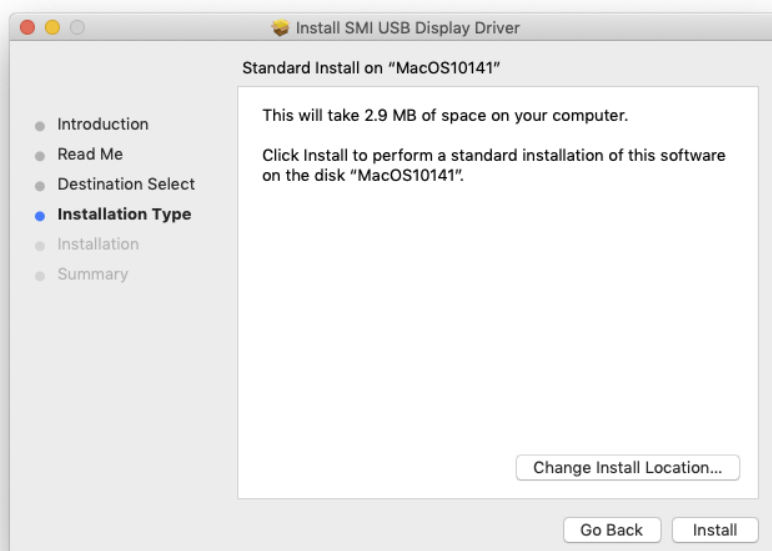 Install SMI USB Display Driver
Standard Install on “MacOS10141”
Introduction
Read Me
Destination Select
Installation Type
Installation
Summary
This will take 2.9 MB of space on your computer.
Click Install to perform a standard installation of this software
on the disk “MacOS10141”.
Change Install Location...
Go Back
Install